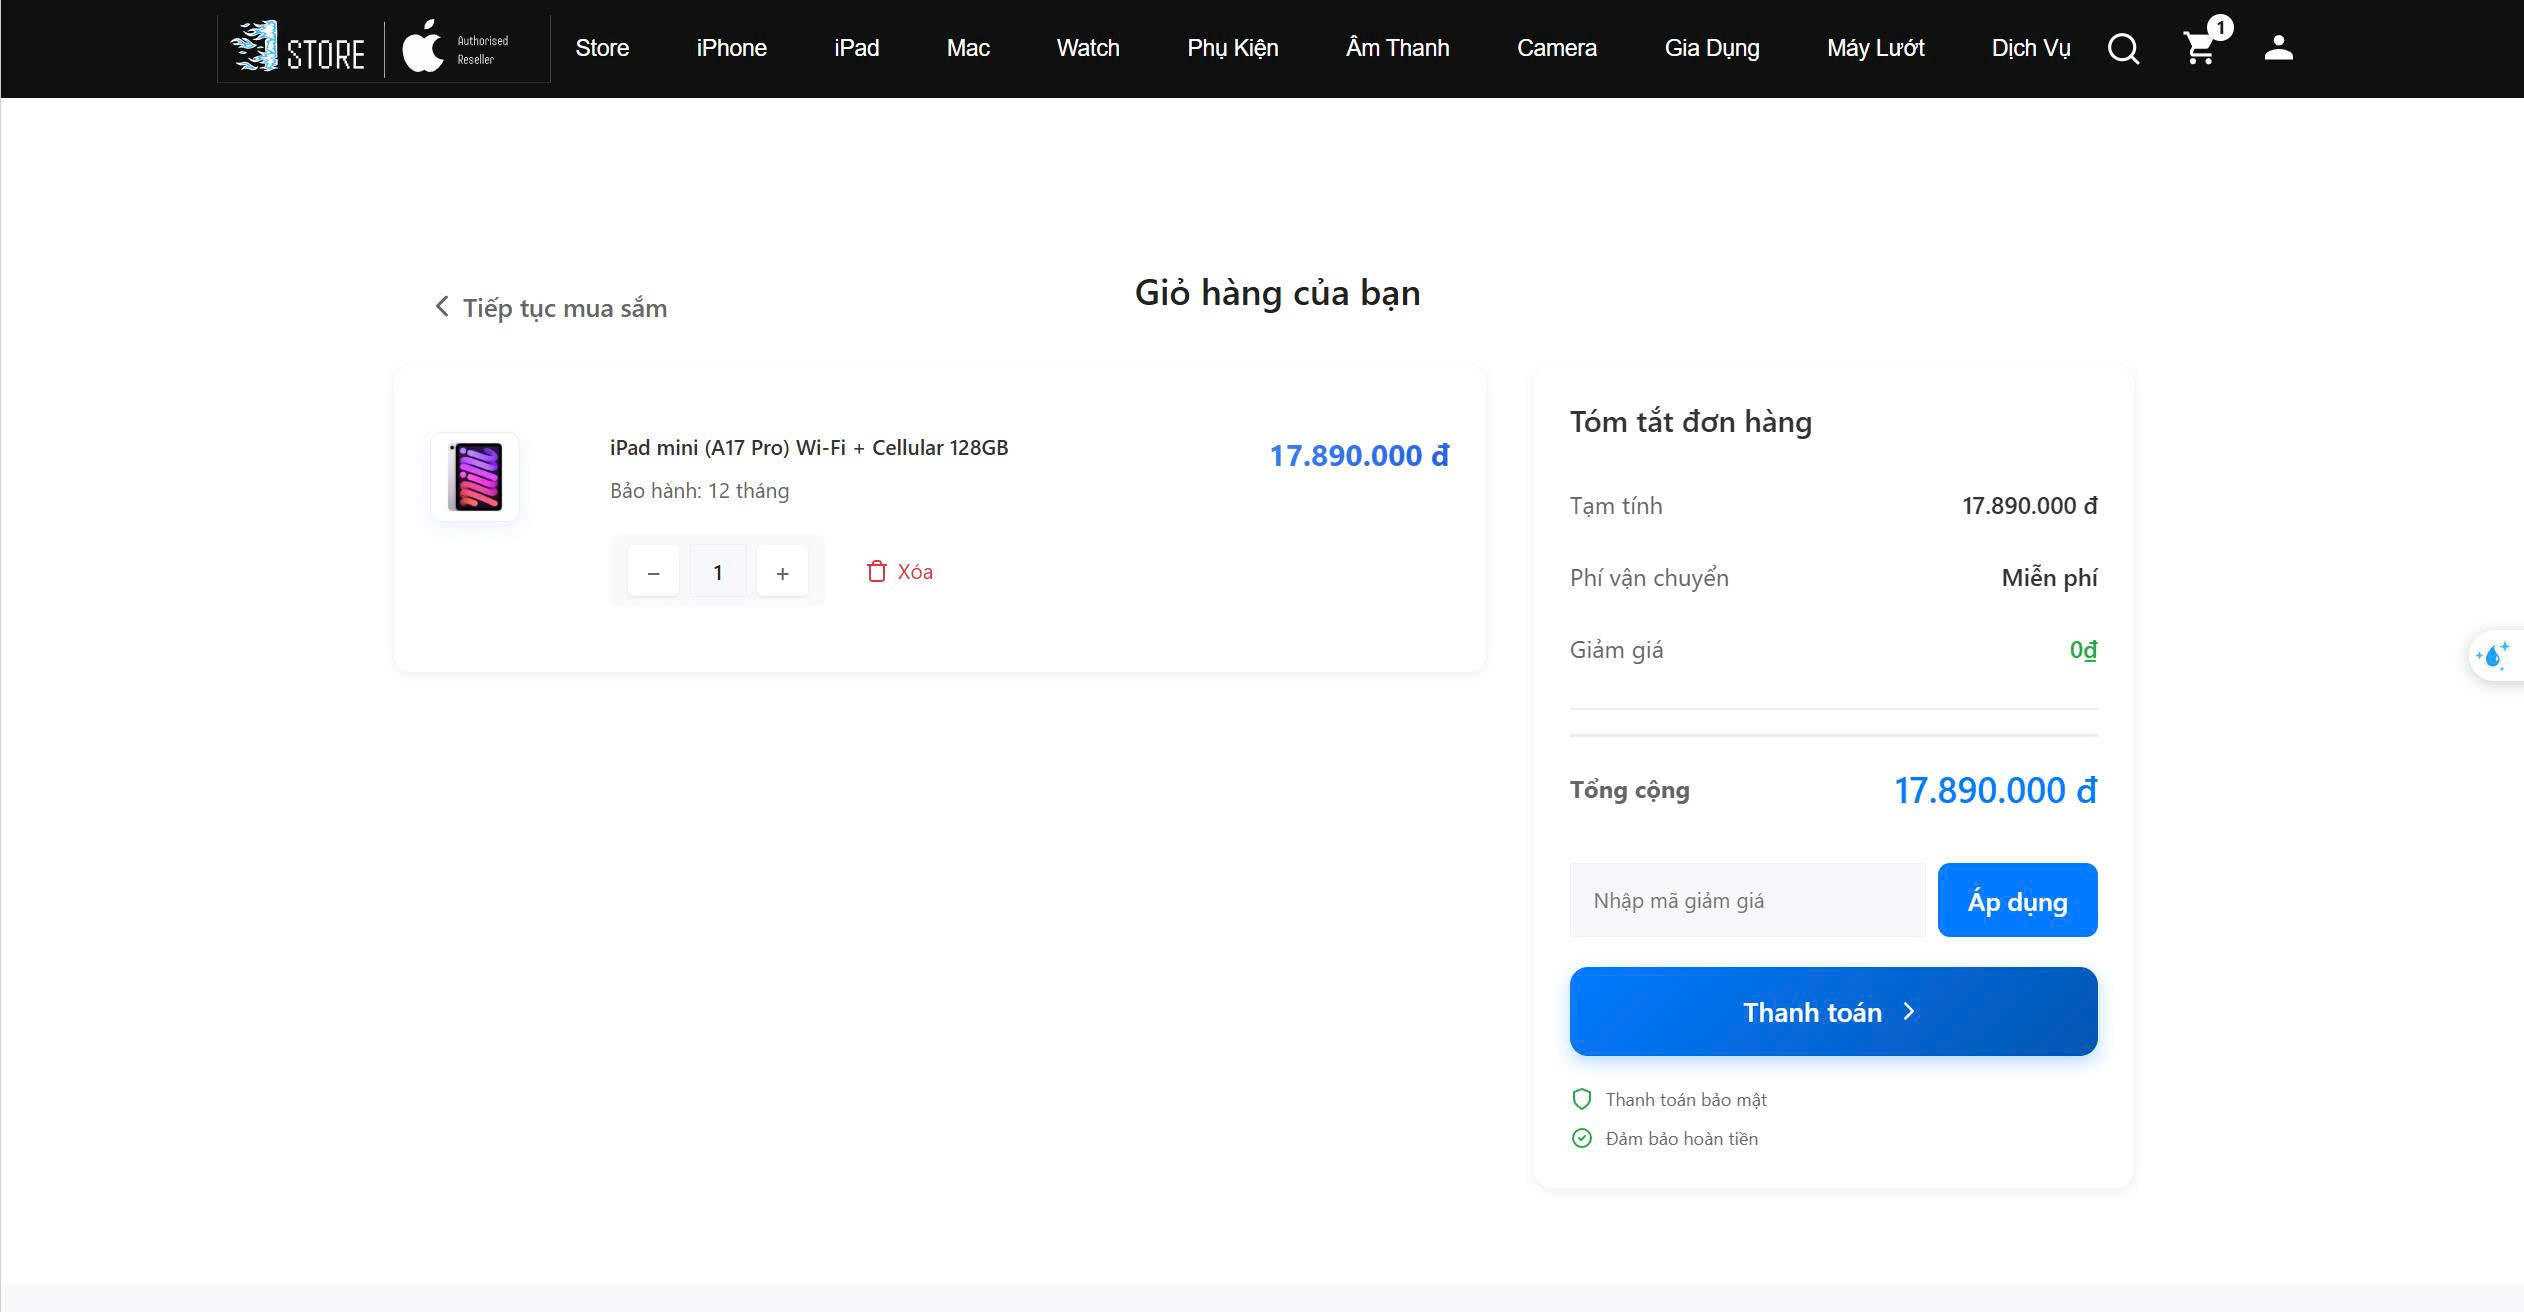 STORE
Authorised
Reseller
Store iPhone iPad Mac Watch Phụ Kiện Âm Thanh Camera Gia Dụng Máy Lướt Dịch Vụ 1
Tiếp tục mua sắm
Giỏ hàng của bạn
iPad mini (A17 Pro) Wi-Fi + Cellular 128GB
17.890.000 đ
Bảo hành: 12 tháng
− 1 + Xóa
Tóm tắt đơn hàng
Tạm tính 17.890.000 đ
Phí vận chuyển Miễn phí
Giảm giá 0₫
Tổng cộng 17.890.000 đ
Nhập mã giảm giá Áp dụng
Thanh toán
Thanh toán bảo mật
Đảm bảo hoàn tiền